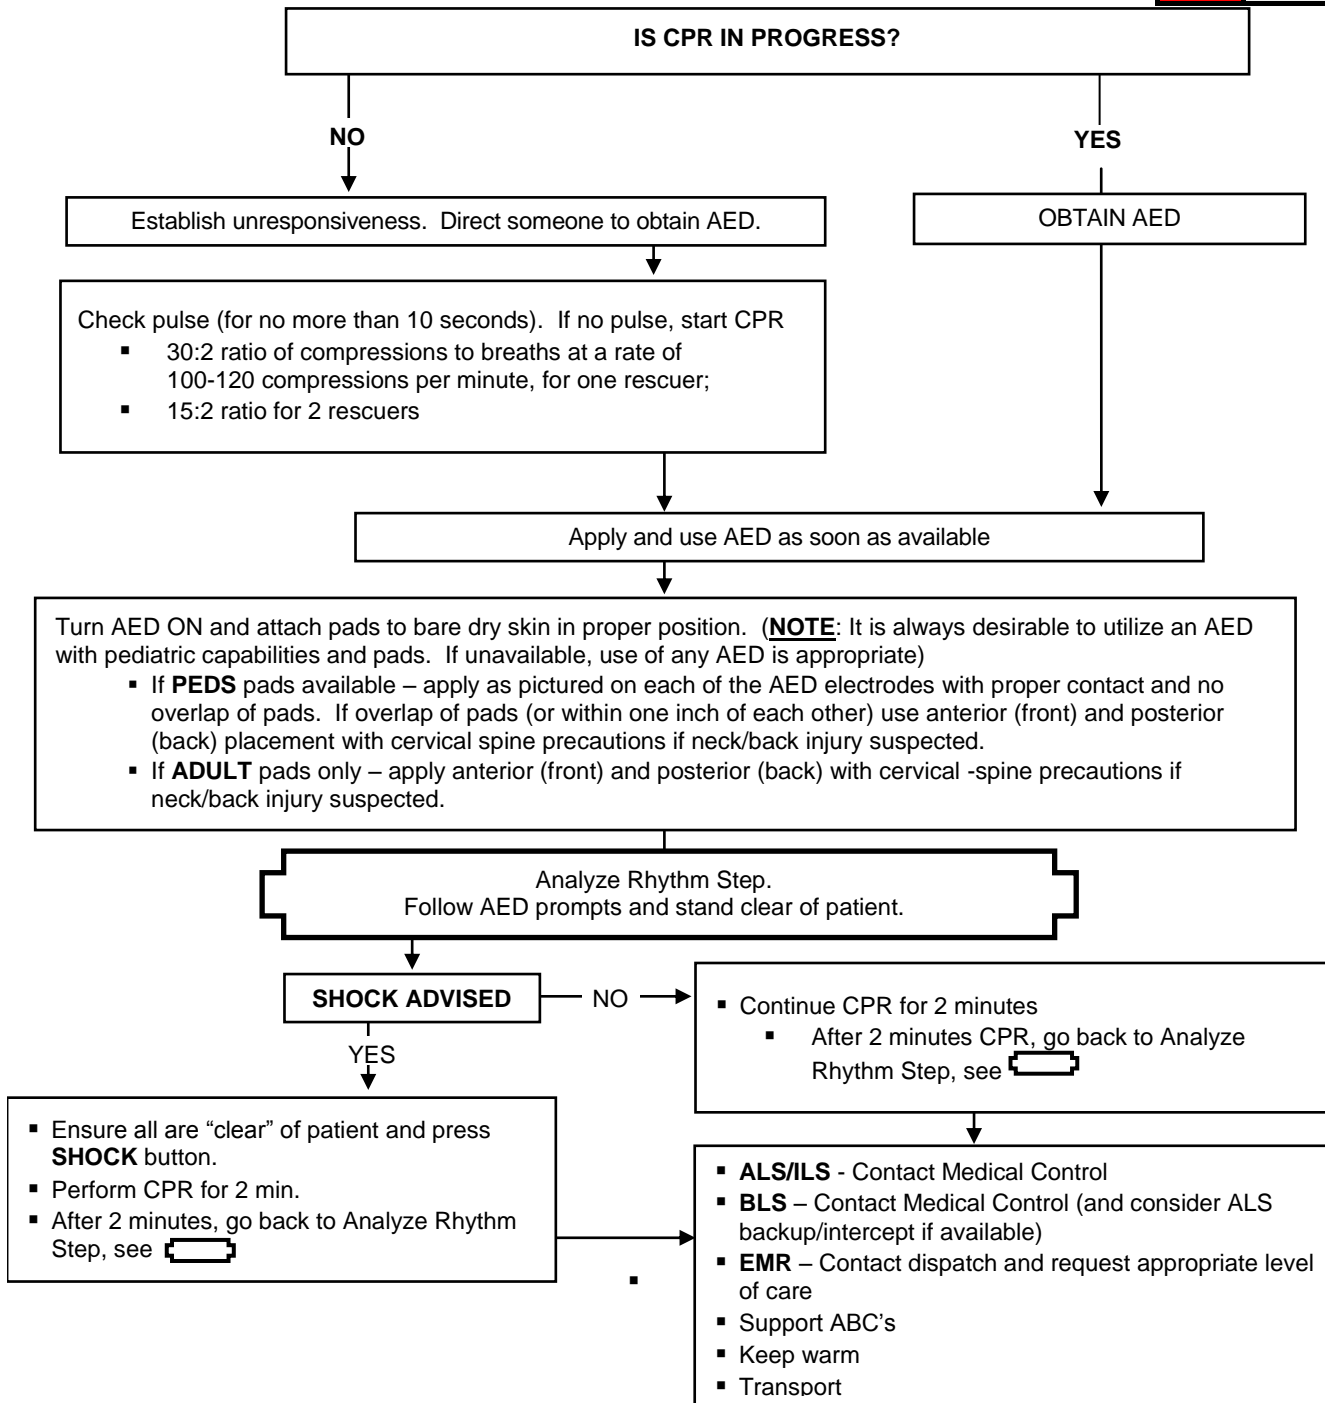 IS CPR IN PROGRESS?
NO
YES
Establish unresponsiveness.  Direct someone to obtain AED.
OBTAIN AED
Check pulse (for no more than 10 seconds).  If no pulse, start CPR
▪ 30:2 ratio of compressions to breaths at a rate of
100-120 compressions per minute, for one rescuer;
▪ 15:2 ratio for 2 rescuers
Apply and use AED as soon as available
Turn AED ON and attach pads to bare dry skin in proper position.  (NOTE: It is always desirable to utilize an AED
with pediatric capabilities and pads.  If unavailable, use of any AED is appropriate)
▪ If PEDS pads available – apply as pictured on each of the AED electrodes with proper contact and no
overlap of pads.  If overlap of pads (or within one inch of each other) use anterior (front) and posterior
(back) placement with cervical spine precautions if neck/back injury suspected.
▪ If ADULT pads only – apply anterior (front) and posterior (back) with cervical -spine precautions if
neck/back injury suspected.
Analyze Rhythm Step.
Follow AED prompts and stand clear of patient.
SHOCK ADVISED
NO
▪ Continue CPR for 2 minutes
▪ After 2 minutes CPR, go back to Analyze
Rhythm Step, see
YES
▪ Ensure all are “clear” of patient and press
SHOCK button.
▪ Perform CPR for 2 min.
▪ After 2 minutes, go back to Analyze Rhythm
Step, see
▪ ALS/ILS - Contact Medical Control
▪ BLS – Contact Medical Control (and consider ALS
backup/intercept if available)
▪ EMR – Contact dispatch and request appropriate level
of care
▪ Support ABC’s
▪ Keep warm
▪ Transport